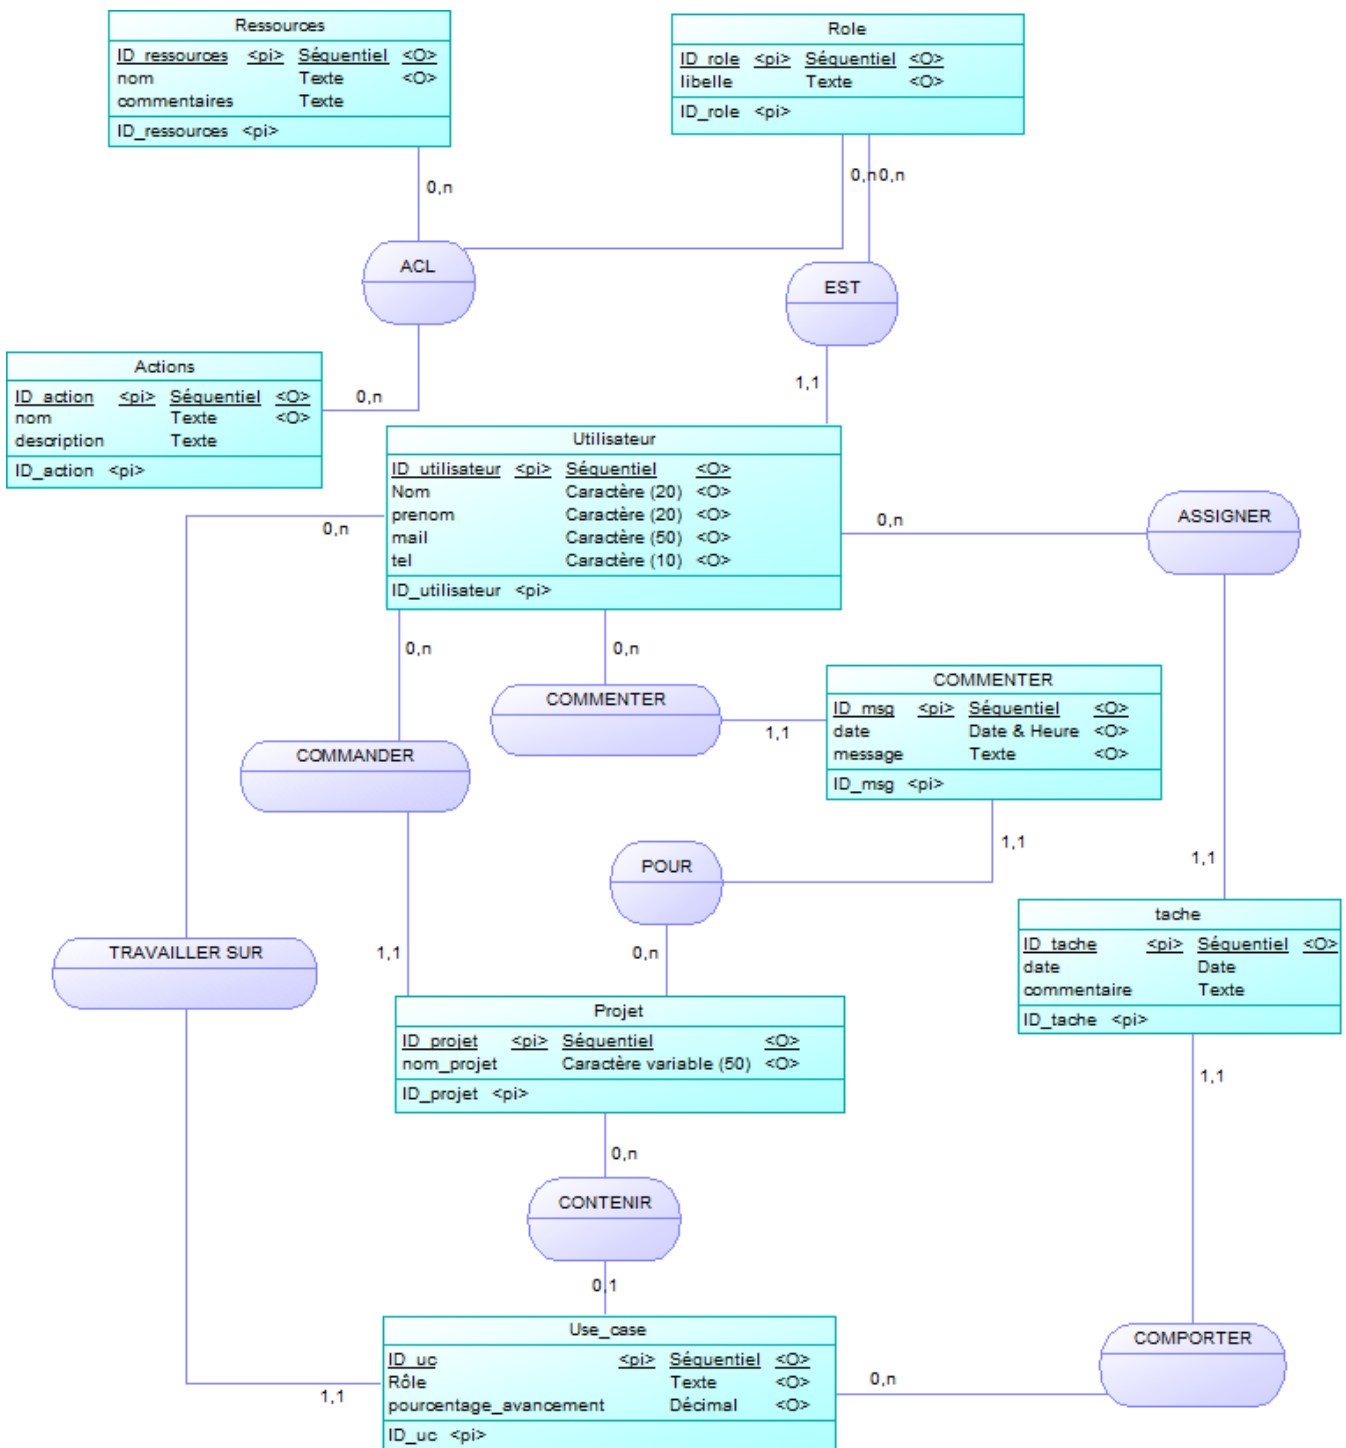 Ressources
ID_ressources <pi> Séquentiel <O>
nom Texte <O>
commentaires Texte
ID_ressources <pi>
Role
ID_role <pi> Séquentiel <O>
libelle Texte <O>
ID_role <pi>
0,n
0,n
0,n
ACL
EST
Actions
ID_action <pi> Séquentiel <O>
nom Texte <O>
description Texte
ID_action <pi>
0,n
1,1
Utilisateur
ID_utilisateur <pi> Séquentiel <O>
Nom Caractère (20) <O>
prenom Caractère (20) <O>
mail Caractère (50) <O>
tel Caractère (10) <O>
ID_utilisateur <pi>
0,n
0,n
ASSIGNER
0,n
0,n
COMMENTER
COMMENTER
ID_msg <pi> Séquentiel <O>
date Date & Heure <O>
message Texte <O>
ID_msg <pi>
1,1
COMMANDER
1,1
1,1
POUR
tache
ID_tache <pi> Séquentiel <O>
date Date
commentaire Texte
ID_tache <pi>
TRAVAILLER SUR
1,1
0,n
Projet
ID_projet <pi> Séquentiel <O>
nom_projet Caractère variable (50) <O>
ID_projet <pi>
1,1
0,n
CONTENIR
0,1
Use_case
ID_uc <pi> Séquentiel <O>
Rôle Texte <O>
pourcentage_avancement Décimal <O>
ID_uc <pi>
1,1
0,n
COMPORTER